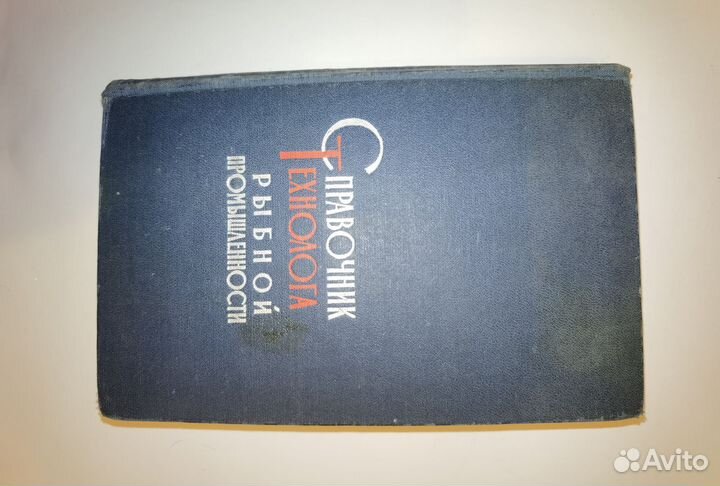 СПРАВОЧНИК
ТЕХНОЛОГА
РЫБНОЙ
ПРОМЫШЛЕННОСТИ
Avito